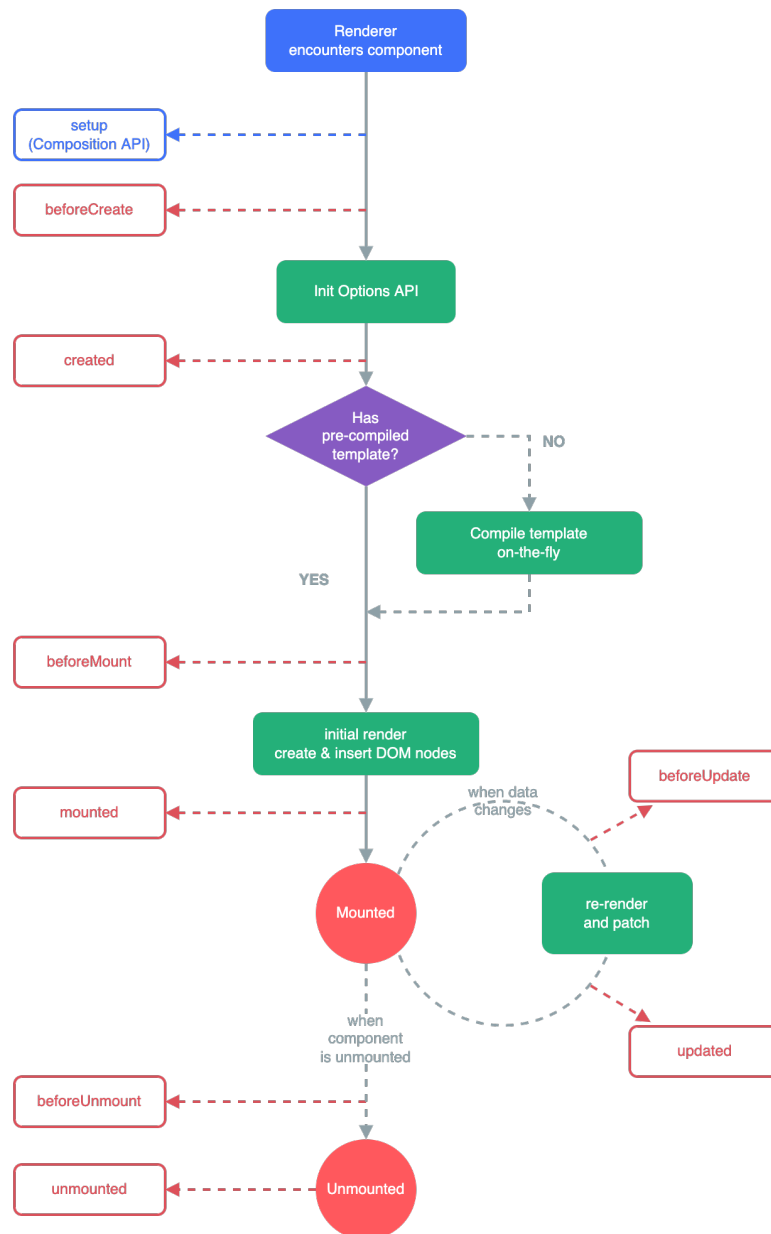 Renderer
encounters component
setup
(Composition API)
beforeCreate
Init Options API
created
Has
pre-compiled
template?
NO
Compile template
on-the-fly
YES
beforeMount
initial render
create & insert DOM nodes
beforeUpdate
when data
changes
mounted
Mounted
re-render
and patch
when
component
is unmounted
updated
beforeUnmount
unmounted
Unmounted